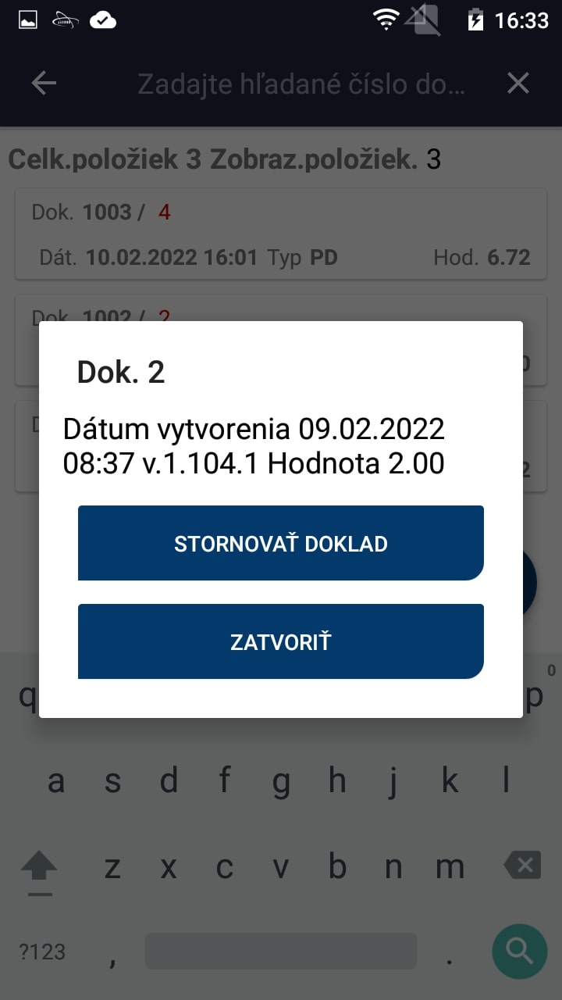 16:33
Zadajte hľadané číslo do...
Celk.položiek 3 Zobraz.položiek. 3
Dok. 1003 / 4
Dát. 10.02.2022 16:01 Typ PD Hod. 6.72
Dok. 1002 / 2
Dok. 2
Dátum vytvorenia 09.02.2022
08:37 v.1.104.1 Hodnota 2.00
STORNOVAŤ DOKLAD
ZATVORIŤ
0
q p
a s d f g h j k l
z x c v b n m
?123 , .